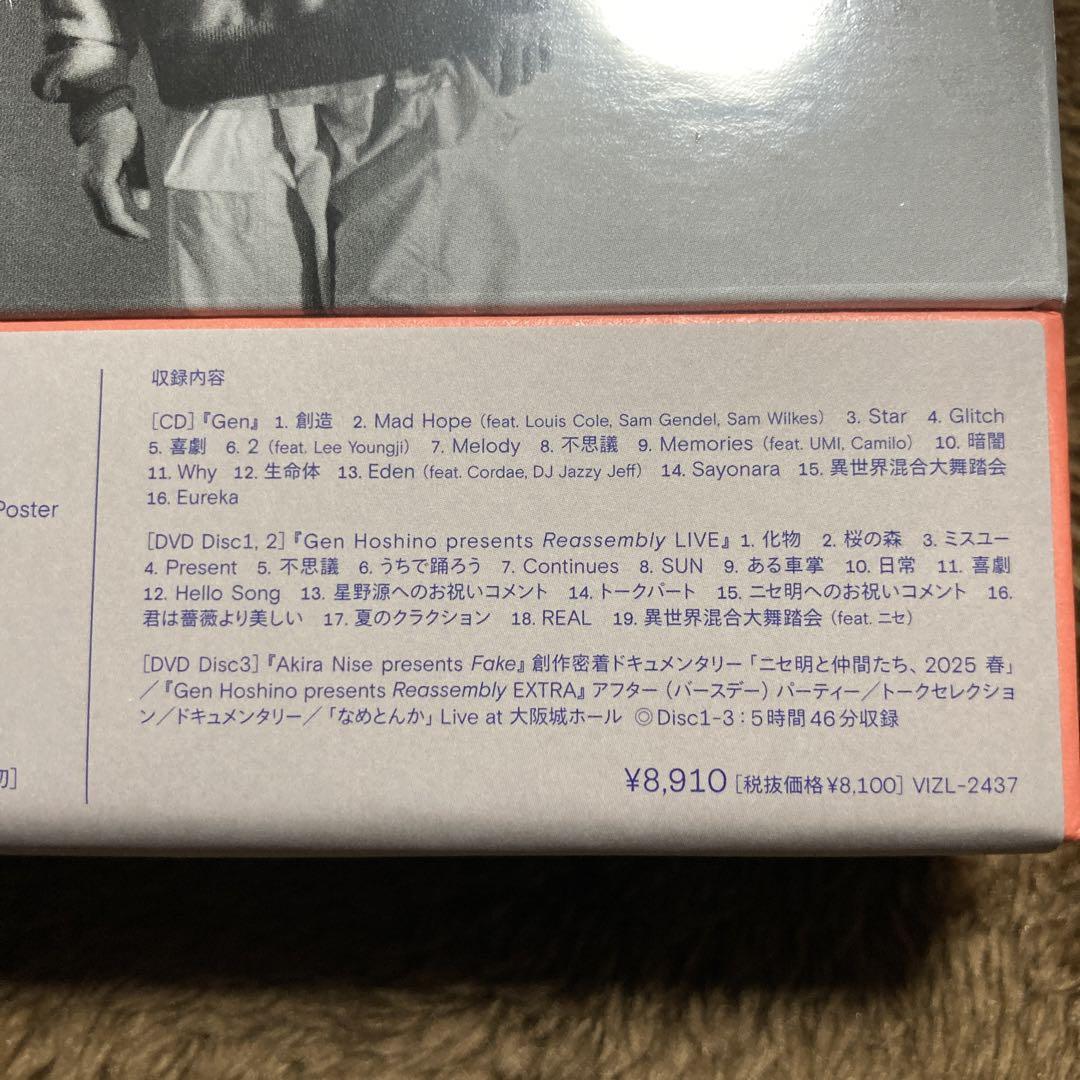 収録内容
[CD]『Gen』 1. 創造 2. Mad Hope (feat. Louis Cole, Sam Gendel, Sam Wilkes) 3. Star 4. Glitch
5. 喜劇 6. 2 (feat. Lee Youngji) 7. Melody 8. 不思議 9. Memories (feat. UMI, Camilo) 10. 暗闇
11. Why 12. 生命体 13. Eden (feat. Cordae, DJ Jazzy Jeff) 14. Sayonara 15. 異世界混合大舞踏会
16. Eureka
[DVD Disc1, 2]『Gen Hoshino presents Reassembly LIVE』 1. 化物 2. 桜の森 3. ミスユー
4. Present 5. 不思議 6. うちで踊ろう 7. Continues 8. SUN 9. ある車掌 10. 日常 11. 喜劇
12. Hello Song 13. 星野源へのお祝いコメント 14. トークパート 15. ニセ明へのお祝いコメント 16.
君は薔薇より美しい 17. 夏のクラクション 18. REAL 19. 異世界混合大舞踏会 (feat. ニセ)
[DVD Disc3]『Akira Nise presents Fake』創作密着ドキュメンタリー「ニセ明と仲間たち、2025 春」
／『Gen Hoshino presents Reassembly EXTRA』アフター（バースデー）パーティー／トークセレクショ
ン／ドキュメンタリー／「なめとんか」Live at 大阪城ホール ◎Disc1-3：5時間46分収録
¥8,910 [税抜価格¥8,100] VIZL-2437
Poster